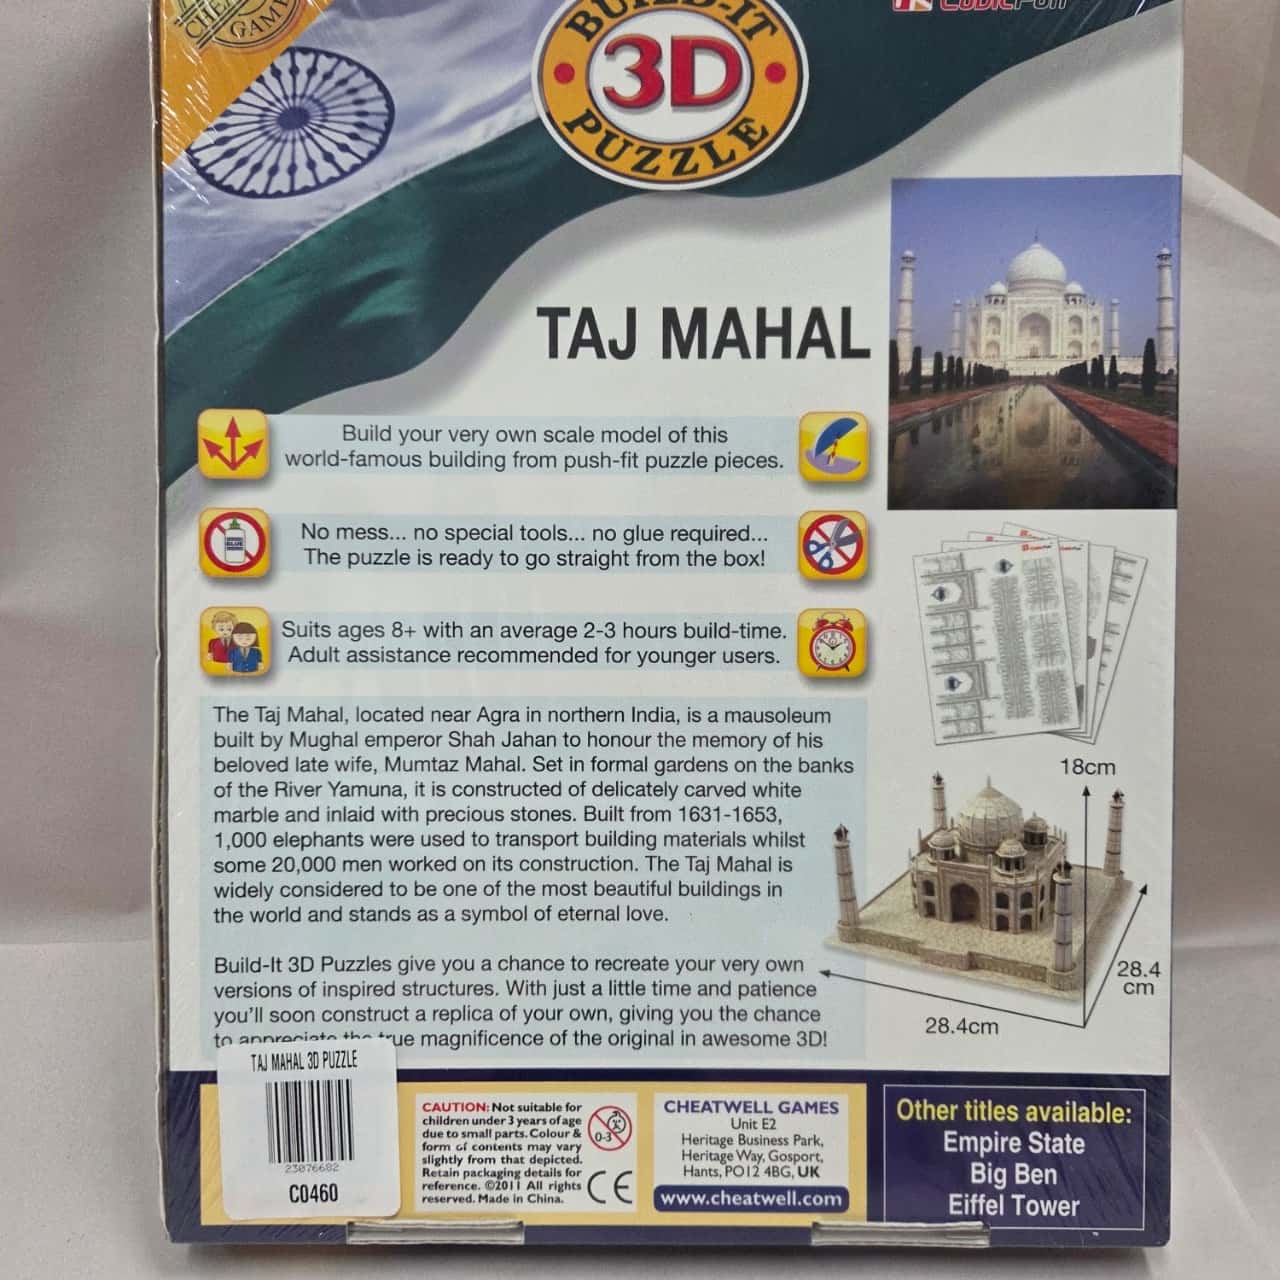 GAM
CubicFun
BUILD-IT
3D
PUZZLE
TAJ MAHAL
Build your very own scale model of this
world-famous building from push-fit puzzle pieces.
No mess... no special tools... no glue required...
The puzzle is ready to go straight from the box!
Suits ages 8+ with an average 2-3 hours build-time.
Adult assistance recommended for younger users.
The Taj Mahal, located near Agra in northern India, is a mausoleum
built by Mughal emperor Shah Jahan to honour the memory of his
beloved late wife, Mumtaz Mahal. Set in formal gardens on the banks
of the River Yamuna, it is constructed of delicately carved white
marble and inlaid with precious stones. Built from 1631-1653,
1,000 elephants were used to transport building materials whilst
some 20,000 men worked on its construction. The Taj Mahal is
widely considered to be one of the most beautiful buildings in
the world and stands as a symbol of eternal love.
Build-It 3D Puzzles give you a chance to recreate your very own
versions of inspired structures. With just a little time and patience
you'll soon construct a replica of your own, giving you the chance
to appreciate the true magnificence of the original in awesome 3D!
18cm
28.4
cm
28.4cm
TAJ MAHAL 3D PUZZLE
23076682
C0460
CAUTION: Not suitable for
children under 3 years of age
due to small parts. Colour &
form of contents may vary
slightly from that depicted.
Retain packaging details for
reference. ©2011 All rights
reserved. Made in China.
0-3
CE
CHEATWELL GAMES
Unit E2
Heritage Business Park,
Heritage Way, Gosport,
Hants, PO12 4BG, UK
www.cheatwell.com
Other titles available:
Empire State
Big Ben
Eiffel Tower